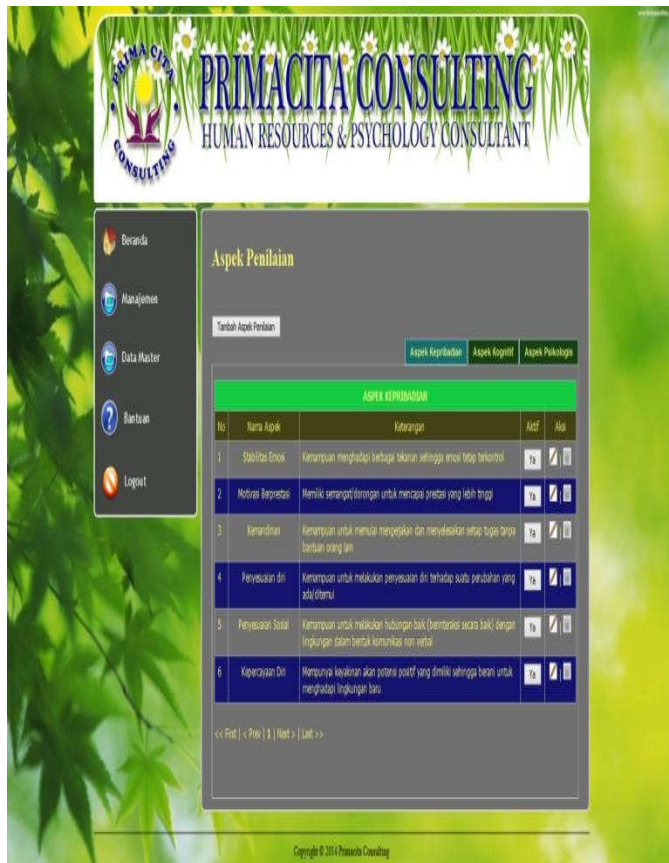 PRIMA CITA
CONSULTING
PRIMACITA CONSULTING
HUMAN RESOURCES & PSYCHOLOGY CONSULTANT
Beranda
Manajemen
Data Master
Bantuan
Logout
Aspek Penilaian
Tambah Aspek Penilaian
Aspek Kepribadian Aspek Kognitif Aspek Psikologis
ASPEK KEPRIBADIAN
No Nama Aspek Keterangan Aktif Aksi
1 Stabilitas Emosi Kemampuan menghadapi berbagai tekanan sehingga emosi tetap terkontrol Ya |
2 Motivasi Berprestasi Memiliki semangat/dorongan untuk mencapai prestasi yang lebih tinggi Ya |
3 Kemandirian Kemampuan untuk memulai mengerjakan dan menyelesaikan setiap tugas tanpa
bantuan orang lain Ya |
4 Penyesuaian diri Kemampuan untuk melakukan penyesuaian diri terhadap suatu perubahan yang
ada/ditemui Ya |
5 Penyesuaian Sosial Kemampuan untuk melakukan hubungan baik (berinteraksi secara baik) dengan
lingkungan dalam bentuk komunikasi non verbal Ya |
6 Kepercayaan Diri Mempunyai keyakinan akan potensi positif yang dimiliki sehingga berani untuk
menghadapi lingkungan baru Ya |
<< First | < Prev | 1 | Next > | Last >>
Copyright © 2014 Primacita Consulting